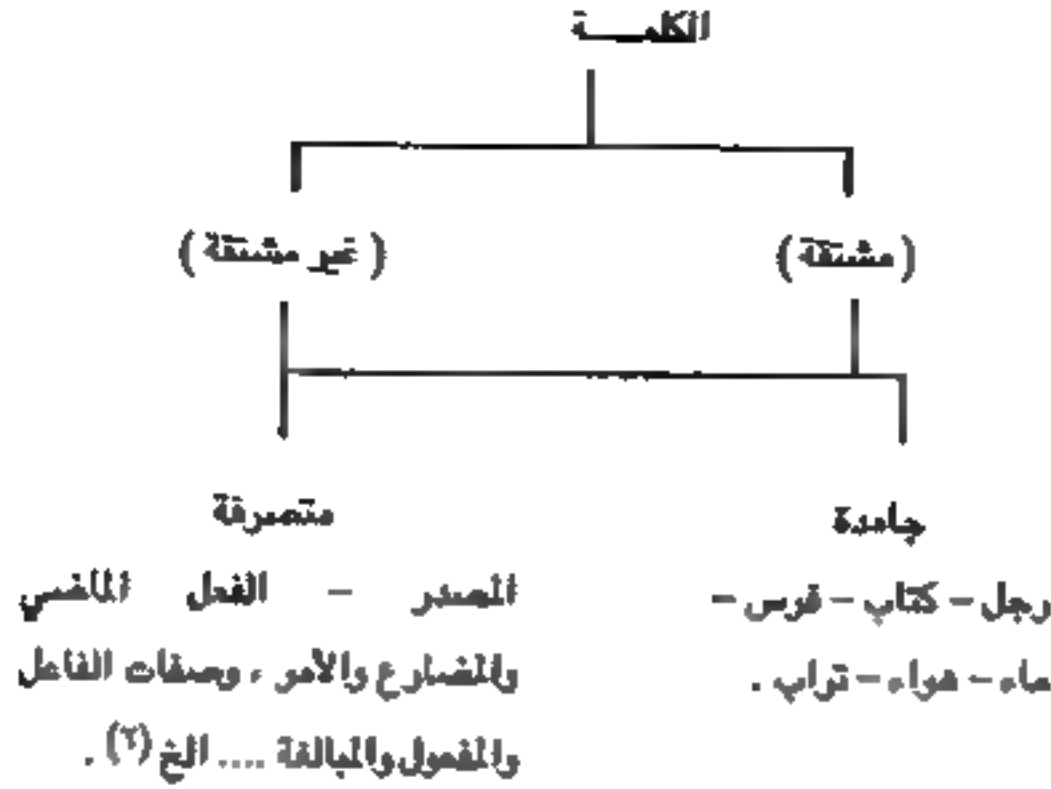 الكلمـــة
(مشتقة)
(غير مشتقة)
جامدة
رجل – كتاب – فرس –
ماء – هواء – تراب .
متصرفة
المصدر – الفعل الماضي
والمضارع والأمر ، وصفات الفاعل
والمفعول والمبالغة .... الخ (٢) .